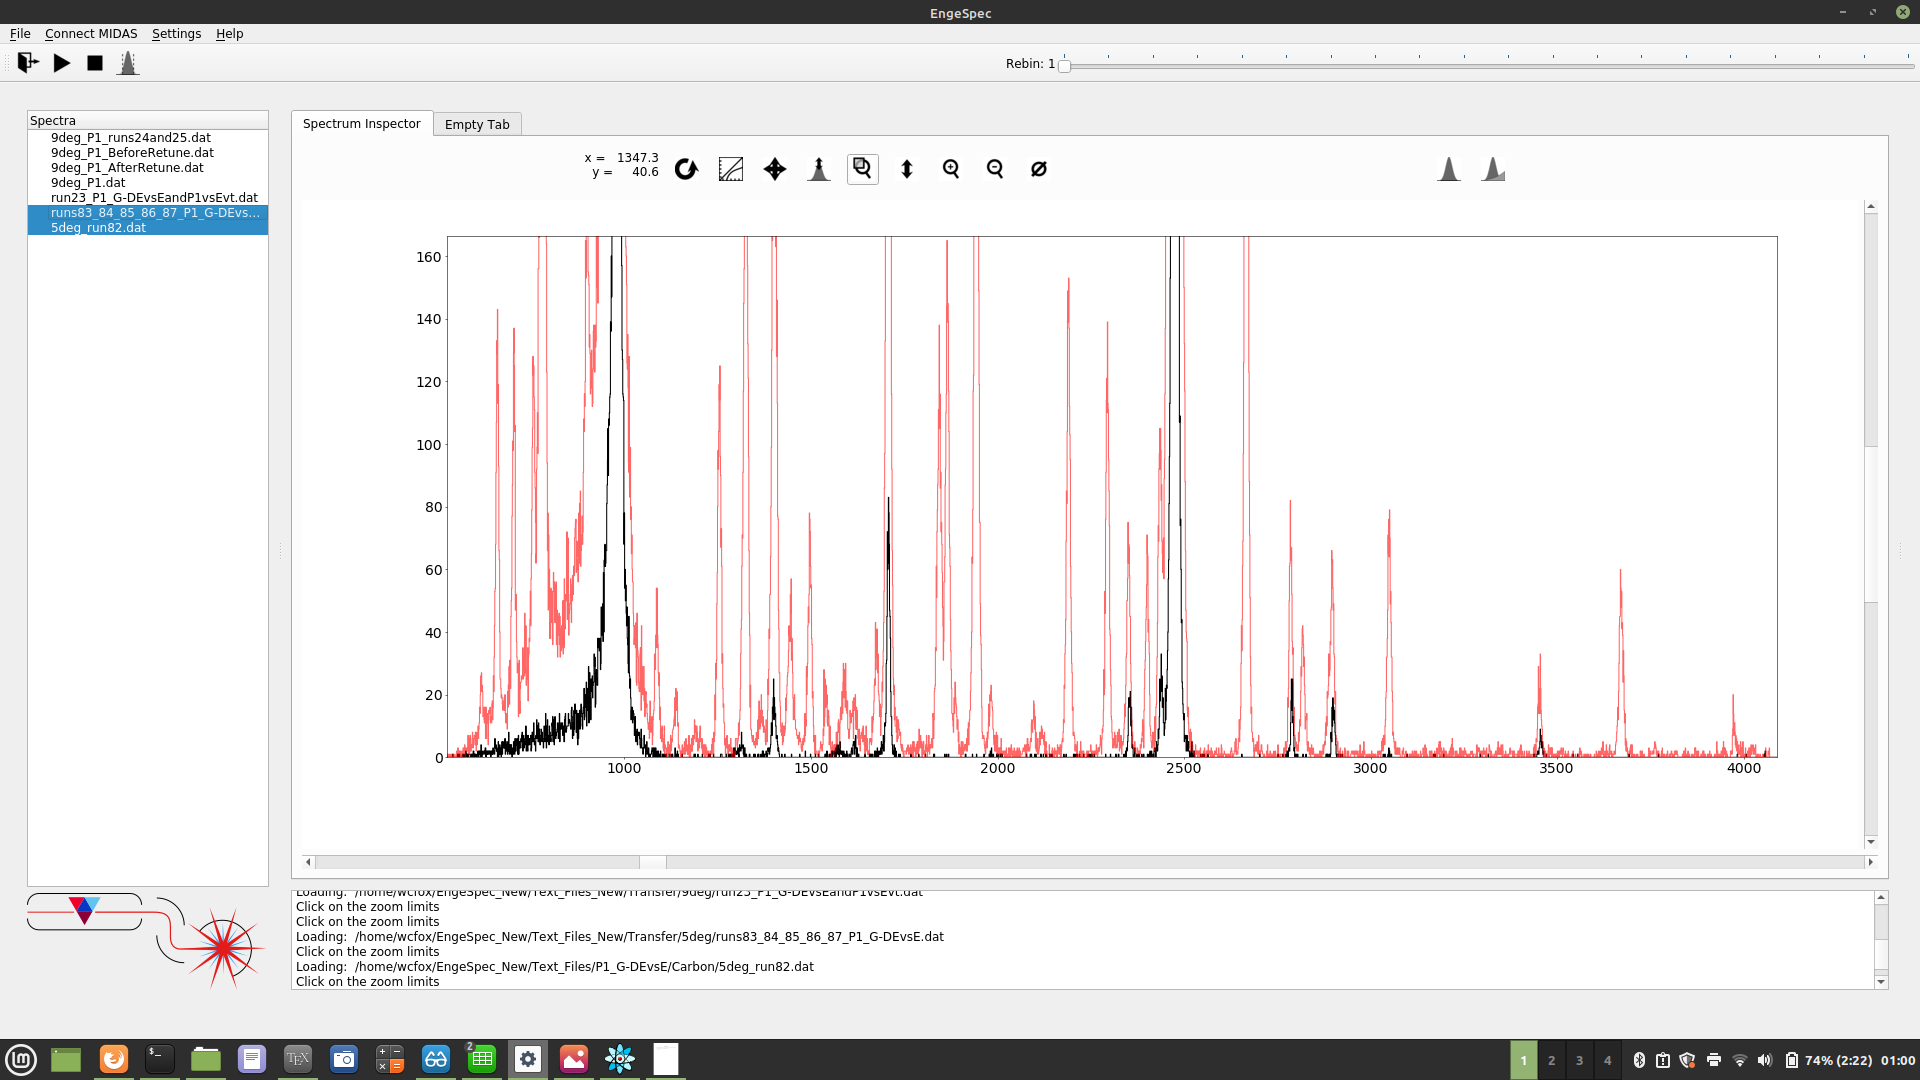 EngeSpec
File Connect MIDAS Settings Help
Rebin: 1
Spectra
9deg_P1_runs24and25.dat
9deg_P1_BeforeRetune.dat
9deg_P1_AfterRetune.dat
9deg_P1.dat
run23_P1_G-DEvsEandP1vsEvt.dat
runs83_84_85_86_87_P1_G-DEvs...
5deg_run82.dat
Spectrum Inspector Empty Tab
x = 1347.3
y = 40.6
160
140
120
100
80
60
40
20
0
1000 1500 2000 2500 3000 3500 4000
Loading: /home/wcfox/EngeSpec_New/Text_Files_New/Transfer/9deg/run23_P1_G-DEvsEandP1vsEvt.dat
Click on the zoom limits
Click on the zoom limits
Loading: /home/wcfox/EngeSpec_New/Text_Files_New/Transfer/5deg/runs83_84_85_86_87_P1_G-DEvsE.dat
Click on the zoom limits
Loading: /home/wcfox/EngeSpec_New/Text_Files/P1_G-DEvsE/Carbon/5deg_run82.dat
Click on the zoom limits
lm $_ TEX 2 1 2 3 4 74% (2:22) 01:00